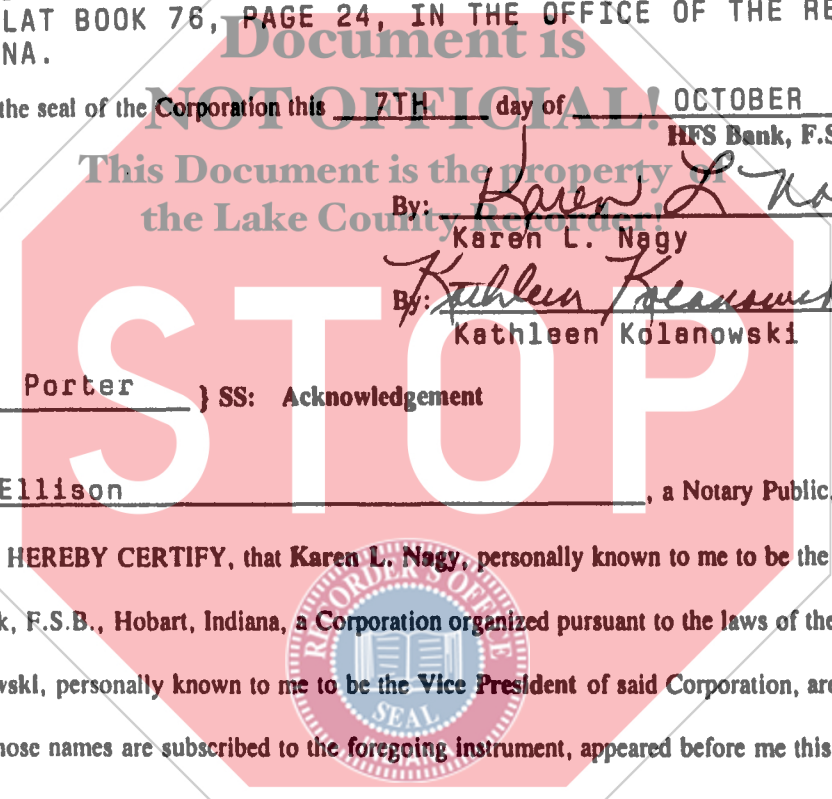 LAT BOOK 76, PAGE 24, IN THE OFFICE OF THE RE
NA.
Document is
the seal of the Corporation this 7TH day of OCTOBER
NOT OFFICIAL!
HFS Bank, F.S
This Document is the property of
By: Karen L Na
the Lake County Recorder!
Karen L. Nagy
By: Kathleen Kolanowski
Kathleen Kolanowski
STOP
Porter } SS: Acknowledgement
Ellison , a Notary Public
HEREBY CERTIFY, that Karen L. Nagy, personally known to me to be the
k, F.S.B., Hobart, Indiana, a Corporation organized pursuant to the laws of the
wski, personally known to me to be the Vice President of said Corporation, are
hose names are subscribed to the foregoing instrument, appeared before me this
RECORDER'S OFFICE
SEAL
INDIANA